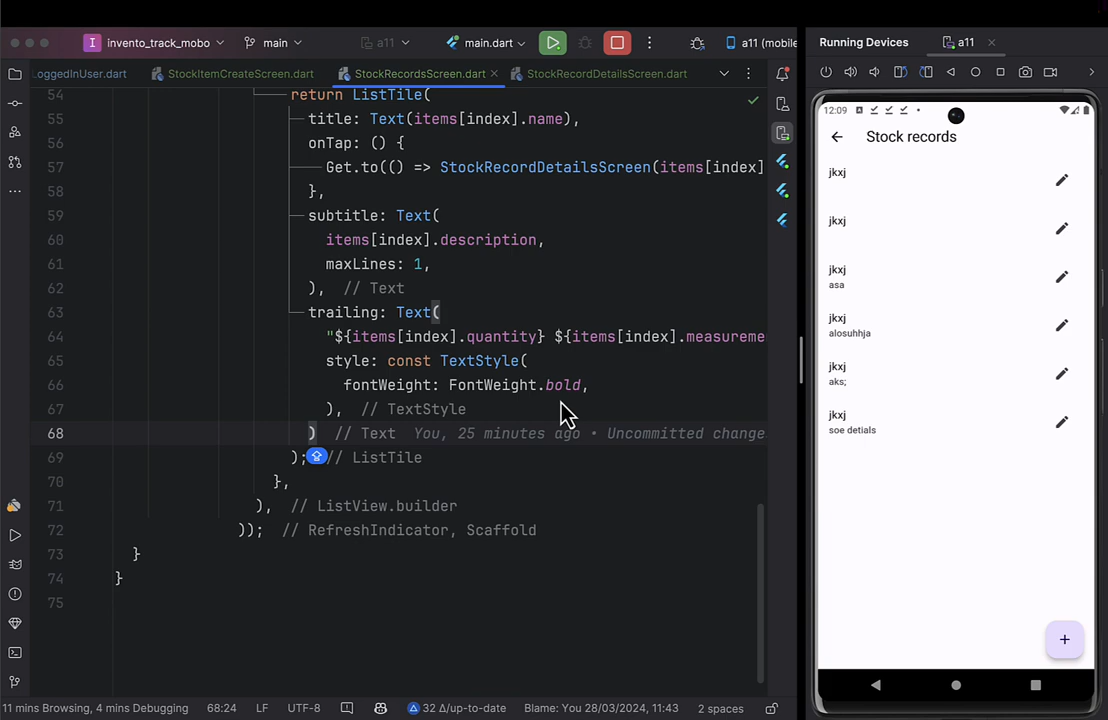 invento_track_mobo
main
a11
main.dart
a11 (mobile
Running Devices
a11
.oggedInUser.dart
StockItemCreateScreen.dart
StockRecordsScreen.dart
StockRecordDetailsScreen.dart
54 return ListTile(
55 title: Text(items[index].name),
56 onTap: () {
57 Get.to(() => StockRecordDetailsScreen(items[index]
58 },
59 subtitle: Text(
60 items[index].description,
61 maxLines: 1,
62 ), // Text
63 trailing: Text(
64 "${items[index].quantity} ${items[index].measureme
65 style: const TextStyle(
66 fontWeight: FontWeight.bold,
67 ), // TextStyle
68 ) // Text You, 25 minutes ago • Uncommitted change
69 ); // ListTile
70 },
71 ), // ListView.builder
72 )); // RefreshIndicator, Scaffold
73 }
74 }
75
12:09
Stock records
jkxj
jkxj
jkxj
asa
jkxj
alosuhhja
jkxj
aks;
jkxj
soe detials
+
11 mins Browsing, 4 mins Debugging
68:24
LF
UTF-8
32 Δ/up-to-date
Blame: You 28/03/2024, 11:43
2 spaces